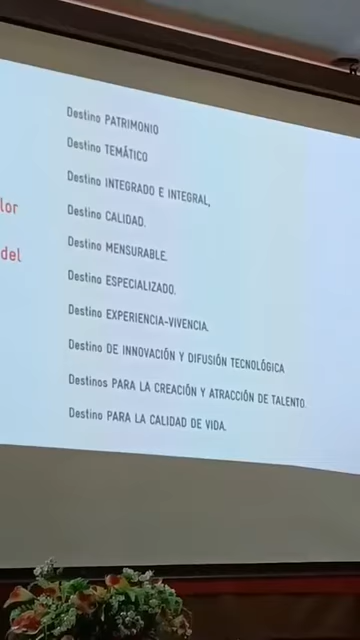 lor
del
Destino PATRIMONIO
Destino TEMÁTICO
Destino INTEGRADO E INTEGRAL,
Destino CALIDAD.
Destino MENSURABLE.
Destino ESPECIALIZADO.
Destino EXPERIENCIA-VIVENCIA.
Destino DE INNOVACIÓN Y DIFUSIÓN TECNOLÓGICA
Destinos PARA LA CREACIÓN Y ATRACCIÓN DE TALENTO.
Destino PARA LA CALIDAD DE VIDA.